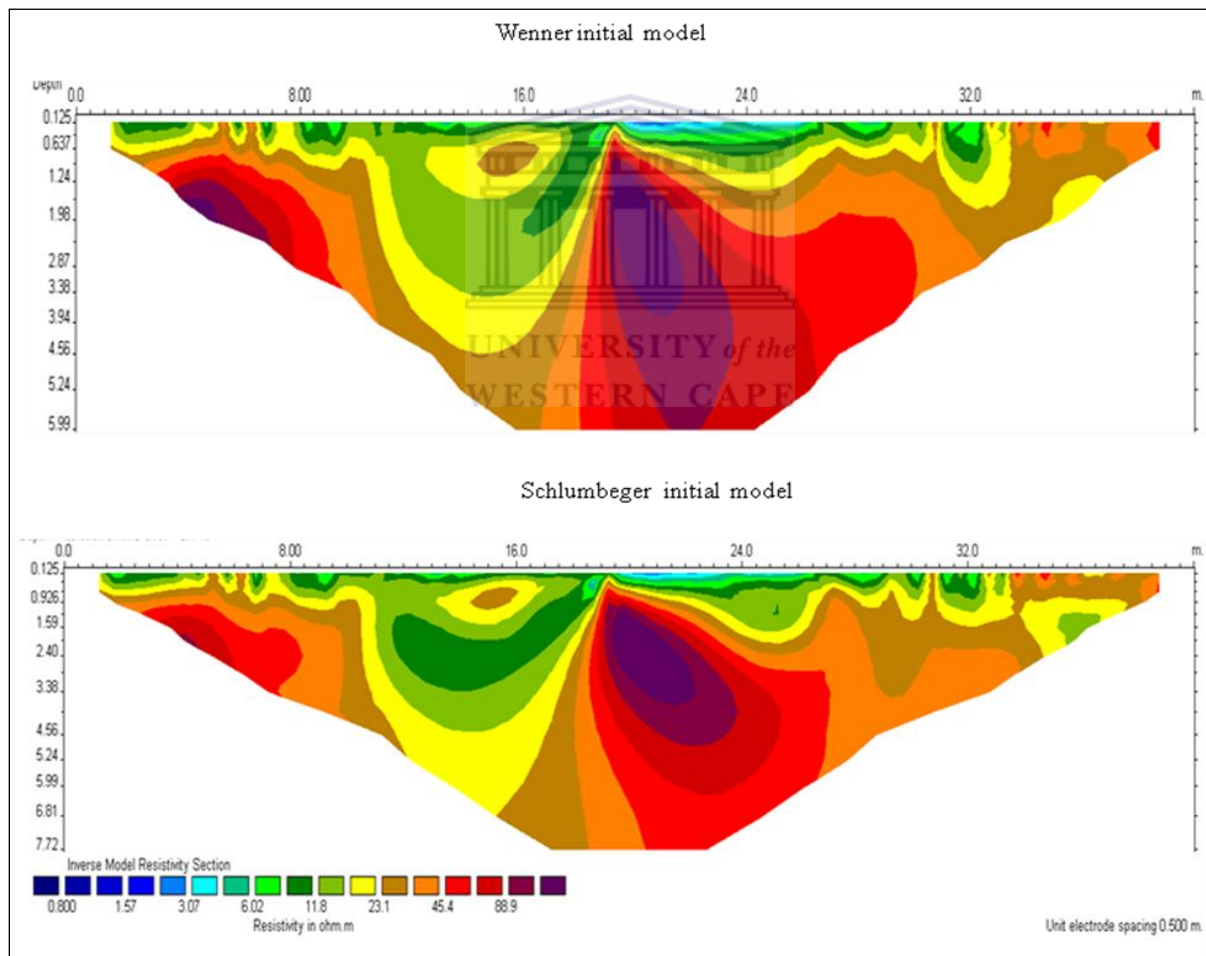 Wenner initial model
Depth
0.0 8.00 16.0 24.0 32.0 m.
0.125
0.637
1.24
1.98
2.87
3.38
3.94
4.56
5.24
5.99
UNIVERSITY of the
WESTERN CAPE
Schlumbeger initial model
0.0 8.00 16.0 24.0 32.0 m.
0.125
0.926
1.59
2.40
3.38
4.56
5.24
5.99
6.81
7.72
Inverse Model Resistivity Section
0.800 1.57 3.07 6.02 11.8 23.1 45.4 88.9
Resistivity in ohm.m
Unit electrode spacing 0.500 m.